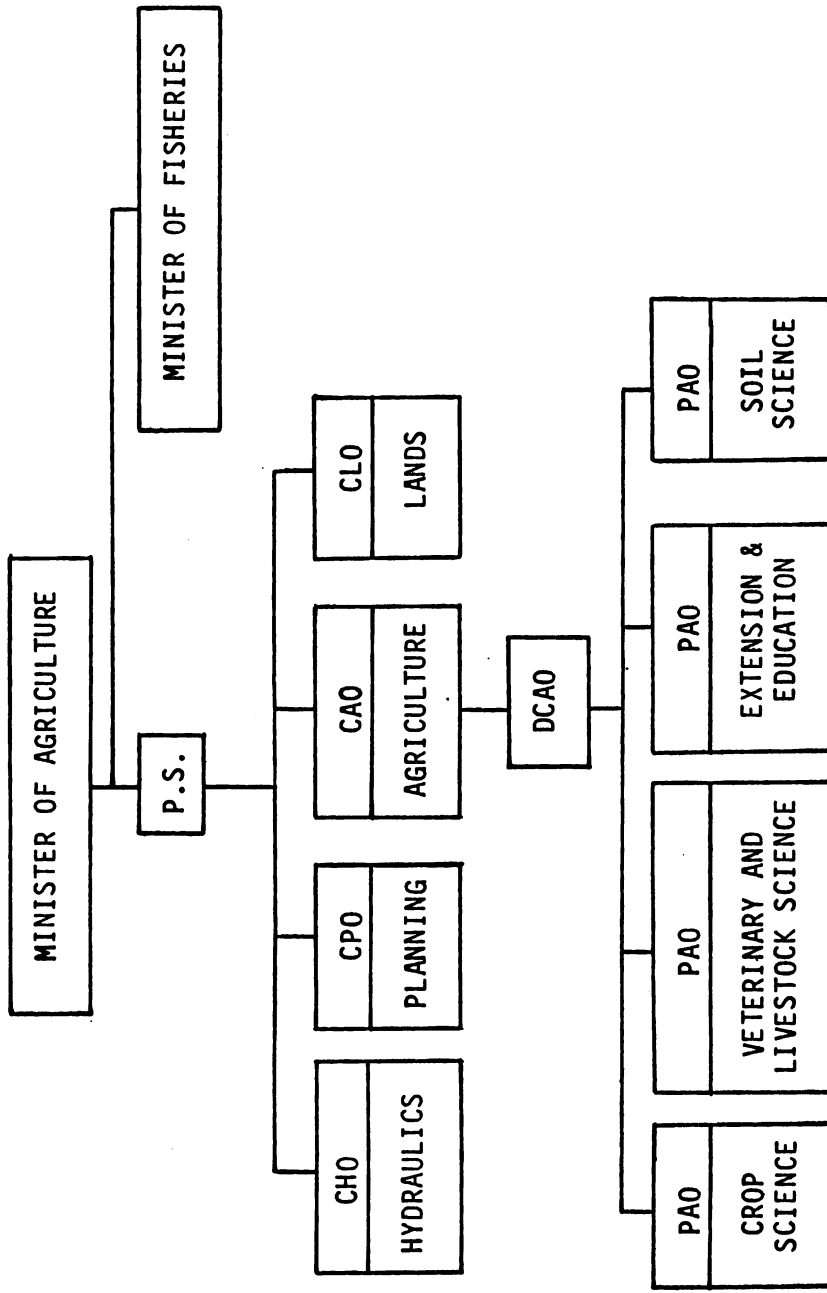 MINISTER OF AGRICULTURE
MINISTER OF FISHERIES
P.S.
CHO
HYDRAULICS
CPO
PLANNING
CAO
AGRICULTURE
CLO
LANDS
DCAO
PAO
CROP
SCIENCE
PAO
VETERINARY AND
LIVESTOCK SCIENCE
PAO
EXTENSION &
EDUCATION
PAO
SOIL
SCIENCE